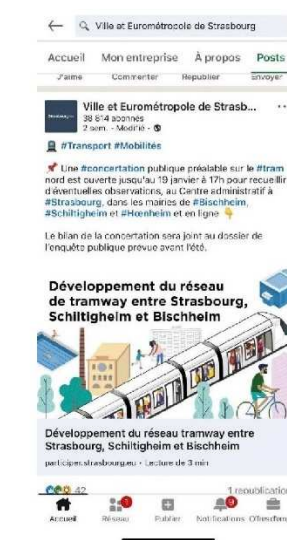 Ville et Eurométropole de Strasbourg
Accueil Mon entreprise À propos Posts
J'aime Commenter Republier Envoyer
Ville et Eurométropole de Strasb...
38 814 abonnés
2 sem. • Modifié •
#Transport #Mobilités
Une #concertation publique préalable sur le #tram
nord est ouverte jusqu'au 19 janvier à 17h pour recueillir
d'éventuelles observations, au Centre administratif à
#Strasbourg, dans les mairies de #Bischheim,
#Schiltigheim et #Hœnheim et en ligne
Le bilan de la concertation sera joint au dossier de
l'enquête publique prévue avant l'été.
Développement du réseau
de tramway entre Strasbourg,
Schiltigheim et Bischheim
Développement du réseau tramway entre
Strasbourg, Schiltigheim et Bischheim
participer.strasbourg.eu • Lecture de 3 min
42 1 republication
Accueil Réseau Publier Notifications Offres d'em